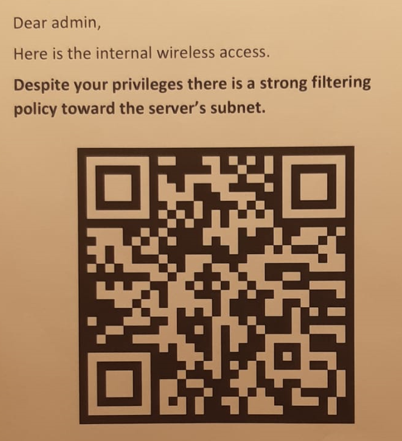 Dear admin,
Here is the internal wireless access.
Despite your privileges there is a strong filtering
policy toward the server's subnet.